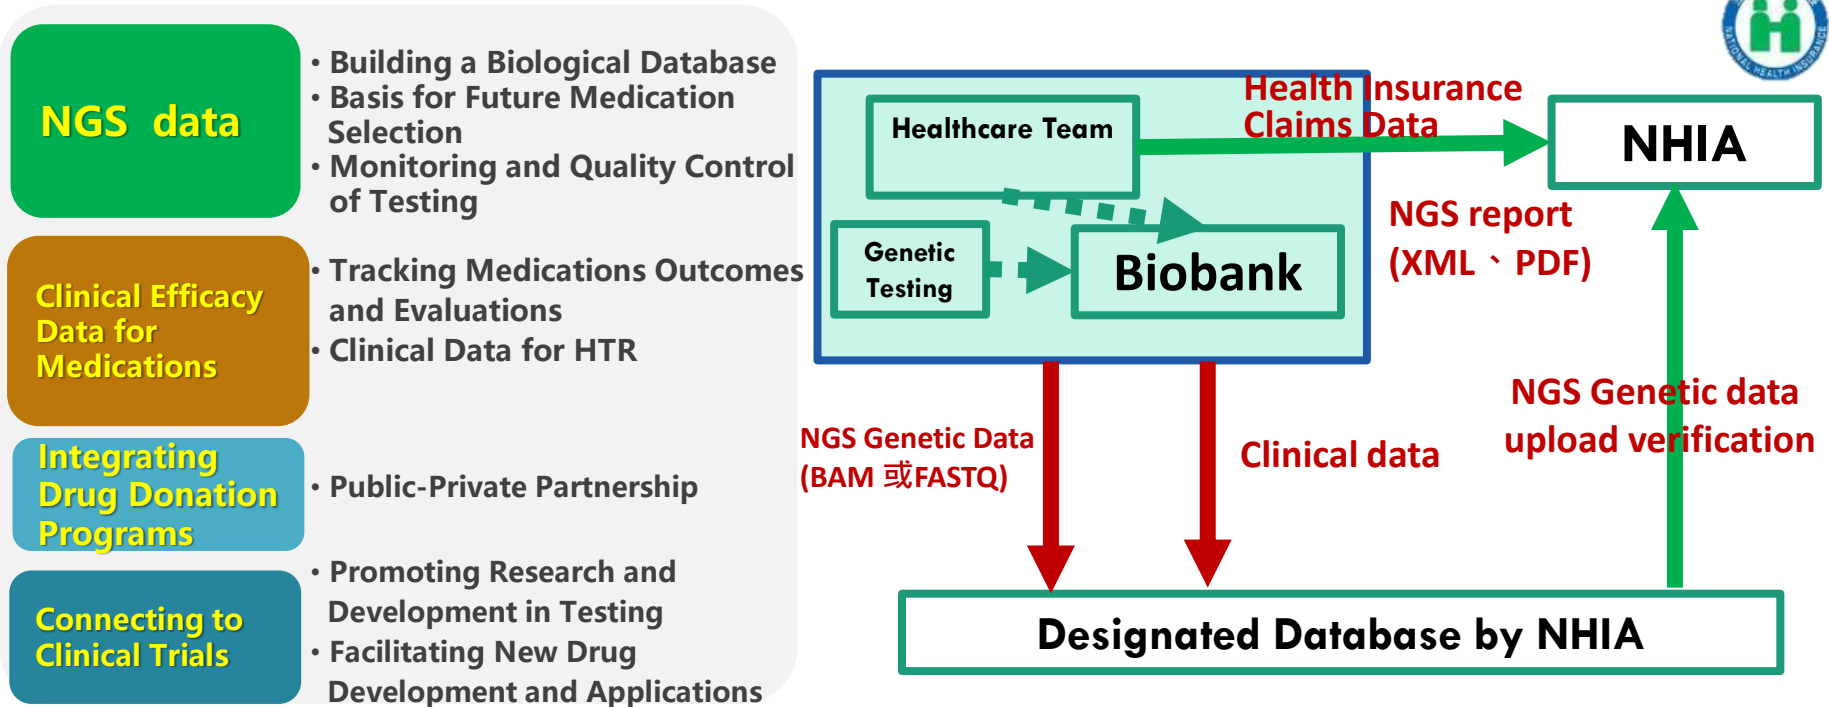 NGS data
• Building a Biological Database
• Basis for Future Medication
Selection
• Monitoring and Quality Control
of Testing
Clinical Efficacy
Data for
Medications
• Tracking Medications Outcomes
and Evaluations
• Clinical Data for HTR
Integrating
Drug Donation
Programs
• Public-Private Partnership
Connecting to
Clinical Trials
• Promoting Research and
Development in Testing
• Facilitating New Drug
Development and Applications
NATIONAL HEALTH INSURANCE
Health Insurance
Claims Data
Healthcare Team
NHIA
NGS report
(XML、PDF)
Genetic
Testing
Biobank
NGS Genetic Data
(BAM 或FASTQ)
Clinical data
NGS Genetic data
upload verification
Designated Database by NHIA